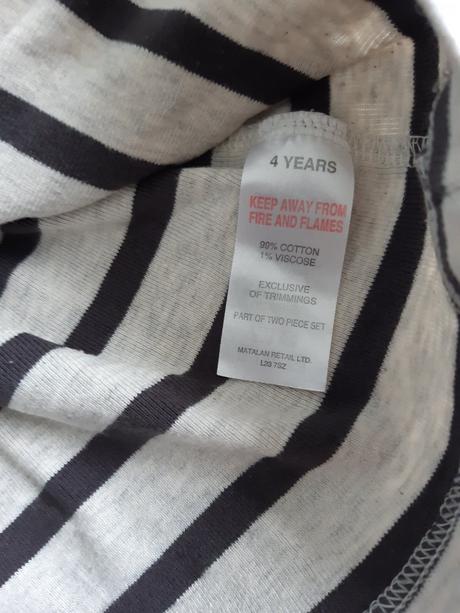 4 YEARS
KEEP AWAY FROM
FIRE AND FLAMES
99% COTTON
1% VISCOSE
EXCLUSIVE
OF TRIMMINGS
PART OF TWO PIECE SET
MATALAN RETAIL LTD.
L33 7SZ